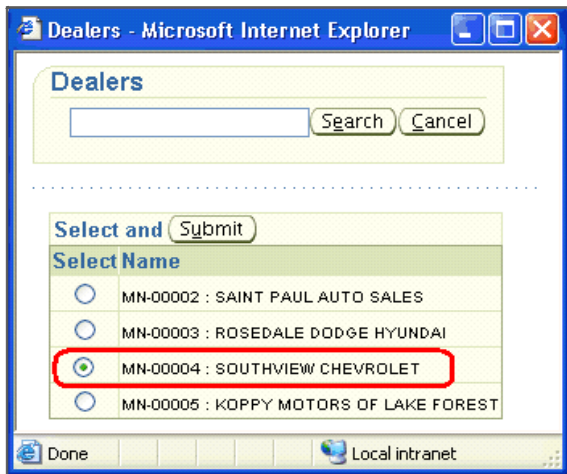 Dealers - Microsoft Internet Explorer
Dealers
Search Cancel
Select and Submit
Select Name
MN-00002 : SAINT PAUL AUTO SALES
MN-00003 : ROSEDALE DODGE HYUNDAI
MN-00004 : SOUTHVIEW CHEVROLET
MN-00005 : KOPPY MOTORS OF LAKE FOREST
Done Local intranet